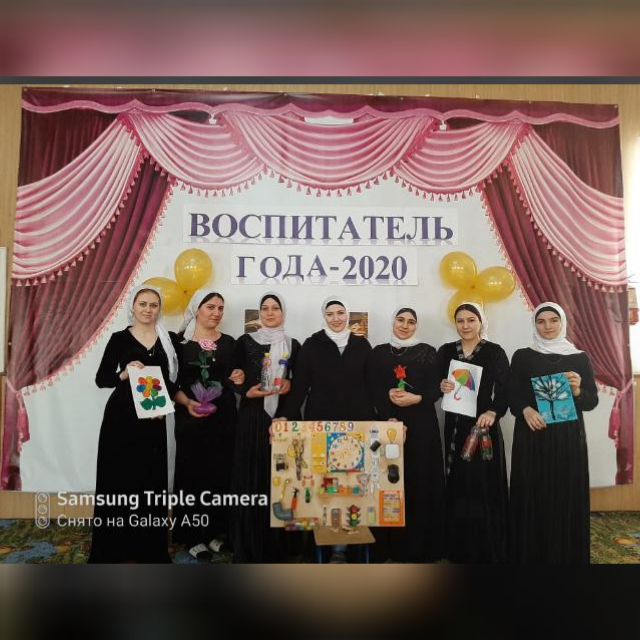 ВОСПИТАТЕЛЬ
ГОДА-2020
0123456789
Samsung Triple Camera
Снято на Galaxy A50